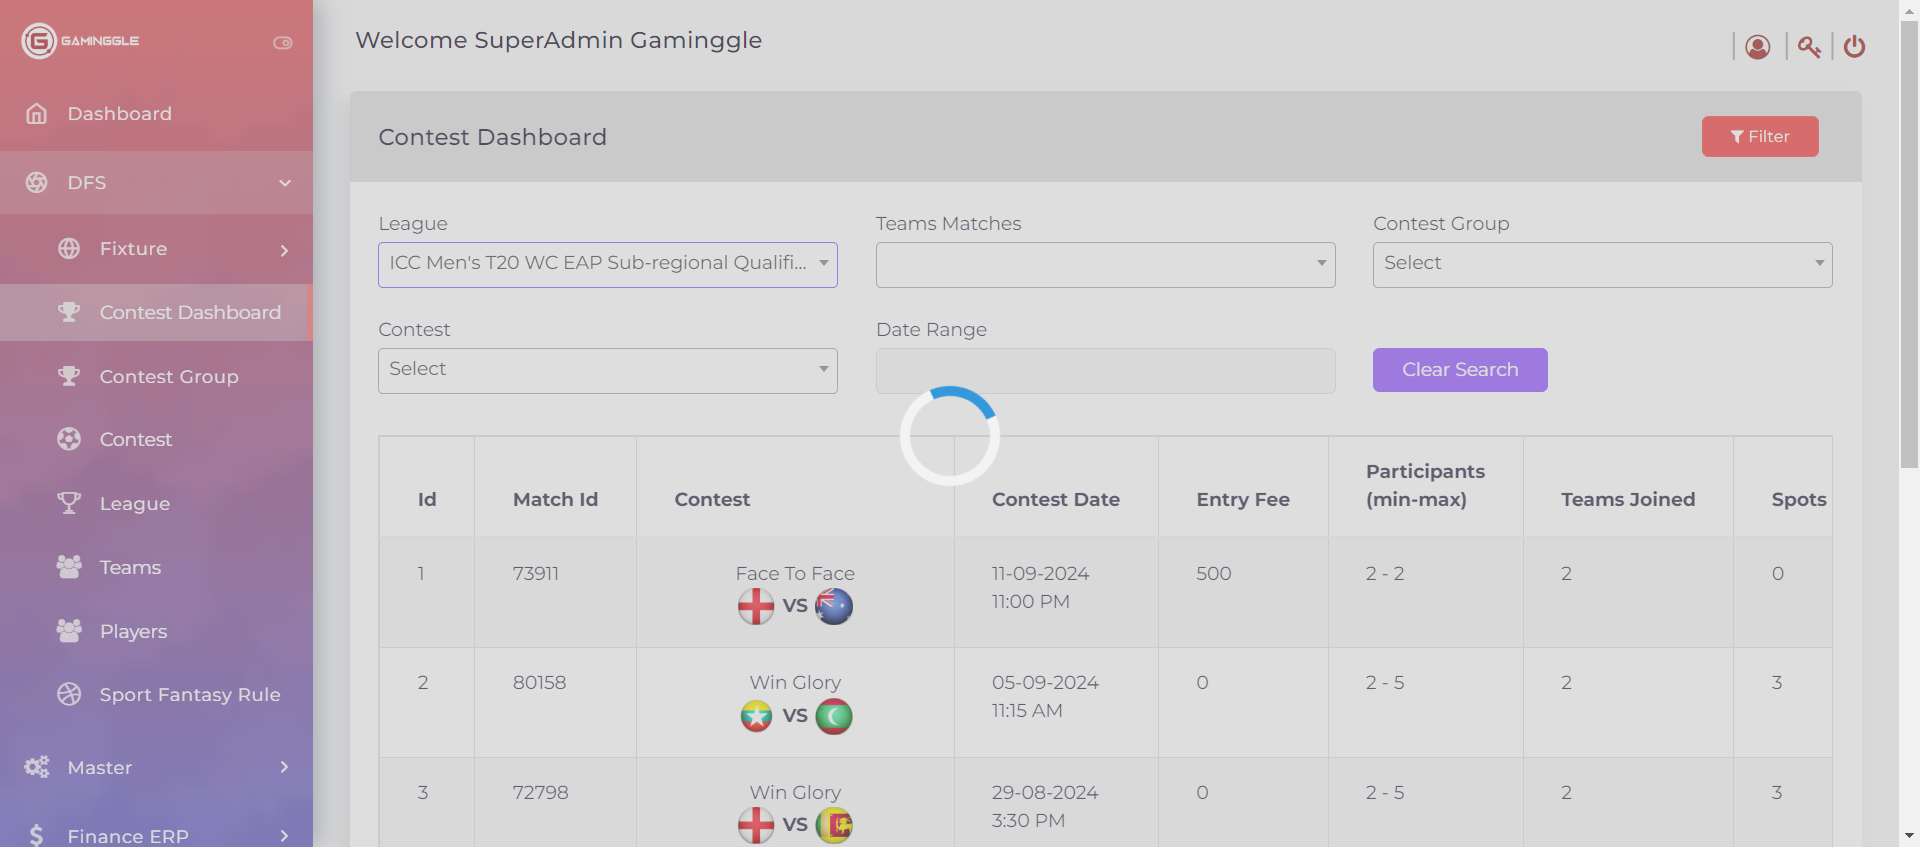 GAMINGGLE
Welcome SuperAdmin Gaminggle
Dashboard
DFS
Fixture
Contest Dashboard
Contest Group
Contest
League
Teams
Players
Sport Fantasy Rule
Master
Finance ERP
Contest Dashboard
Filter
League
Teams Matches
Contest Group
ICC Men's T20 WC EAP Sub-regional Qualifi...
Select
Contest
Date Range
Select
Clear Search
Id Match Id Contest Contest Date Entry Fee Participants (min-max) Teams Joined Spots
1 73911 Face To Face 11-09-2024 500 2 - 2 2 0
VS 11:00 PM
2 80158 Win Glory 05-09-2024 0 2 - 5 2 3
VS 11:15 AM
3 72798 Win Glory 29-08-2024 0 2 - 5 2 3
VS 3:30 PM